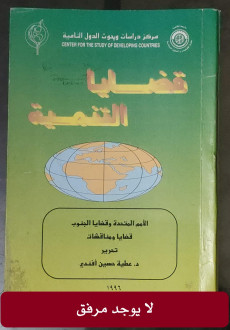 مركز دراسات وبحوث الدول النامية
CENTER FOR THE STUDY OF DEVELOPING COUNTRIES
قضايا
التنمية
الأمم المتحدة وقضايا الجنوب
قضايا ومناقشات
تحرير
د. عطية حسين أفندي
١٩٩٦
لا يوجد مرفق